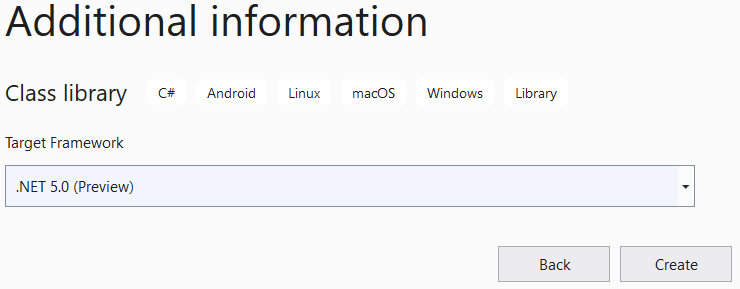 Additional information
Class library C# Android Linux macOS Windows Library
Target Framework
.NET 5.0 (Preview)
Back Create